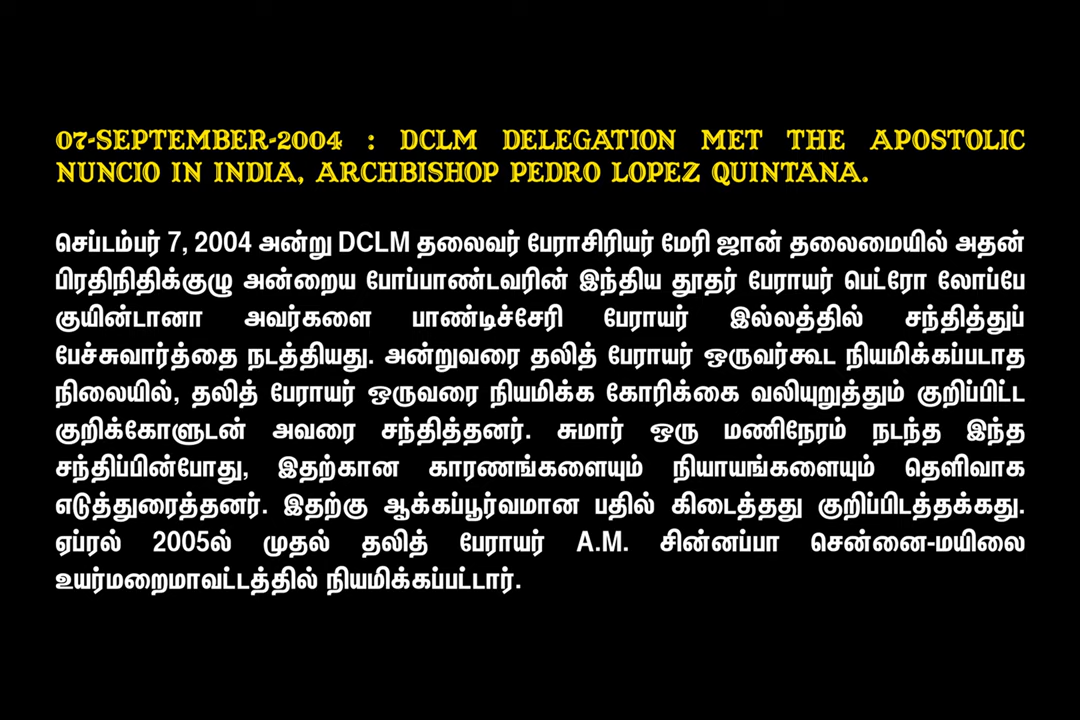 07-SEPTEMBER-2004 : DCLM DELEGATION MET THE APOSTOLIC
NUNCIO IN INDIA, ARCHBISHOP PEDRO LOPEZ QUINTANA.
செப்டம்பர் 7, 2004 அன்று DCLM தலைவர் பேராசிரியர் மேரி ஜான் தலைமையில் அதன்
பிரதிநிதிக்குழு அன்றைய போப்பாண்டவரின் இந்திய தூதர் பேராயர் பெட்ரோ லோப்பே
குயின்டானா அவர்களை பாண்டிச்சேரி பேராயர் இல்லத்தில் சந்தித்துப்
பேச்சுவார்த்தை நடத்தியது. அன்றுவரை தலித் பேராயர் ஒருவர்கூட நியமிக்கப்படாத
நிலையில், தலித் பேராயர் ஒருவரை நியமிக்க கோரிக்கை வலியுறுத்தும் குறிப்பிட்ட
குறிக்கோளுடன் அவரை சந்தித்தனர். சுமார் ஒரு மணிநேரம் நடந்த இந்த
சந்திப்பின்போது, இதற்கான காரணங்களையும் நியாயங்களையும் தெளிவாக
எடுத்துரைத்தனர். இதற்கு ஆக்கப்பூர்வமான பதில் கிடைத்தது குறிப்பிடத்தக்கது.
ஏப்ரல் 2005ல் முதல் தலித் பேராயர் A.M. சின்னப்பா சென்னை-மயிலை
உயர்மறைமாவட்டத்தில் நியமிக்கப்பட்டார்.